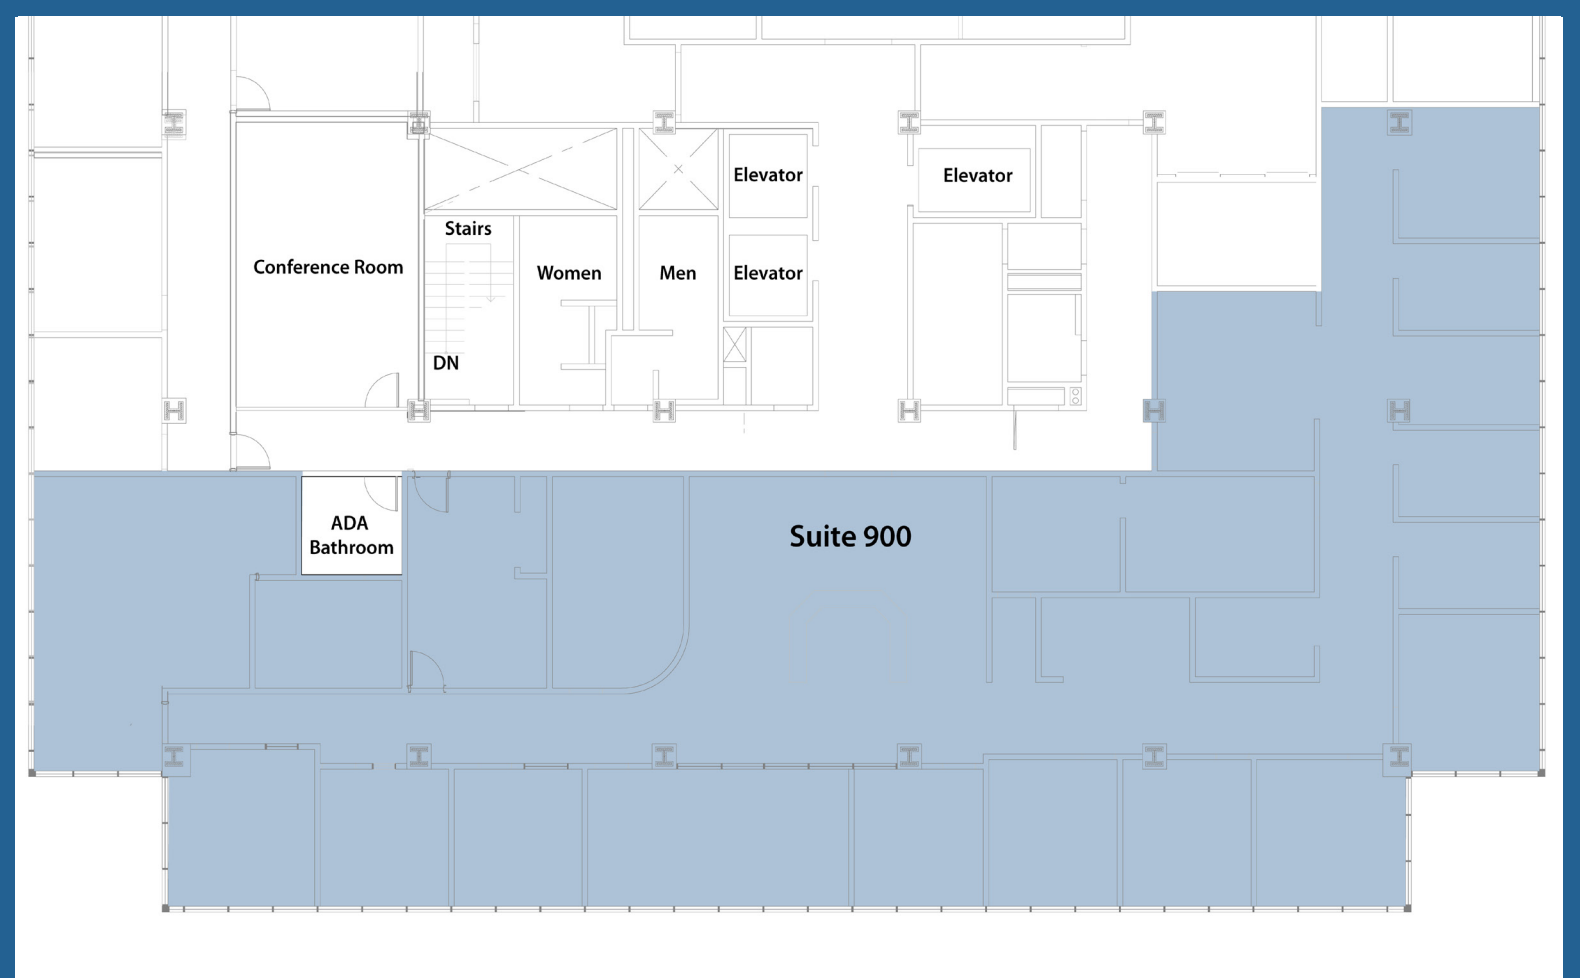 Elevator
Elevator
Stairs
Conference Room
Women
Men
Elevator
DN
ADA
Bathroom
Suite 900